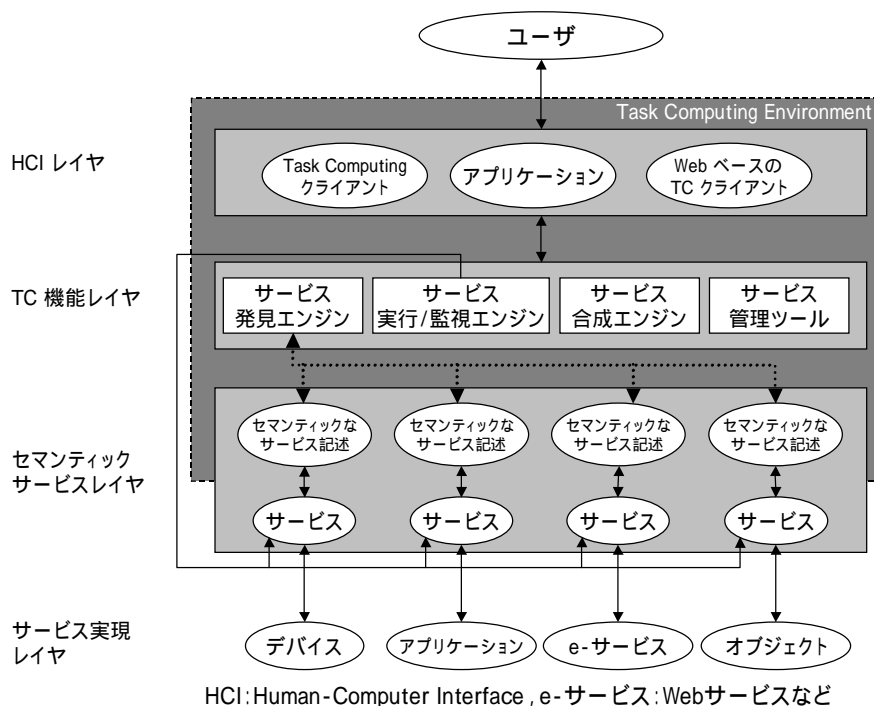 ユーザ
Task Computing Environment
HCI レイヤ
Task Computing
クライアント
アプリケーション
Web ベースの
TC クライアント
TC 機能レイヤ
サービス
発見エンジン
サービス
実行/監視エンジン
サービス
合成エンジン
サービス
管理ツール
セマンティック
サービスレイヤ
セマンティックな
サービス記述
セマンティックな
サービス記述
セマンティックな
サービス記述
セマンティックな
サービス記述
サービス
サービス
サービス
サービス
サービス実現
レイヤ
デバイス
アプリケーション
e-サービス
オブジェクト
HCI:Human-Computer Interface , e-サービス:Webサービスなど